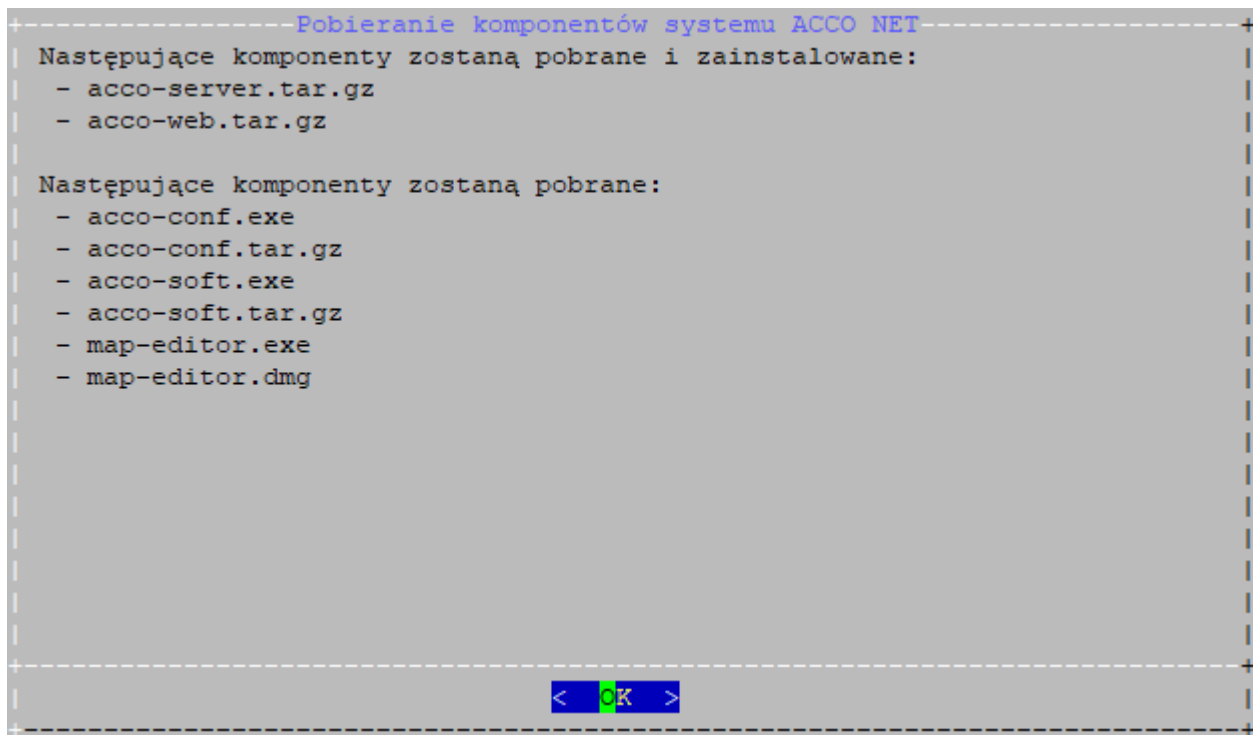 Pobieranie komponentów systemu ACCO NET
Następujące komponenty zostaną pobrane i zainstalowane:
- acco-server.tar.gz
- acco-web.tar.gz
Następujące komponenty zostaną pobrane:
- acco-conf.exe
- acco-conf.tar.gz
- acco-soft.exe
- acco-soft.tar.gz
- map-editor.exe
- map-editor.dmg
< OK >